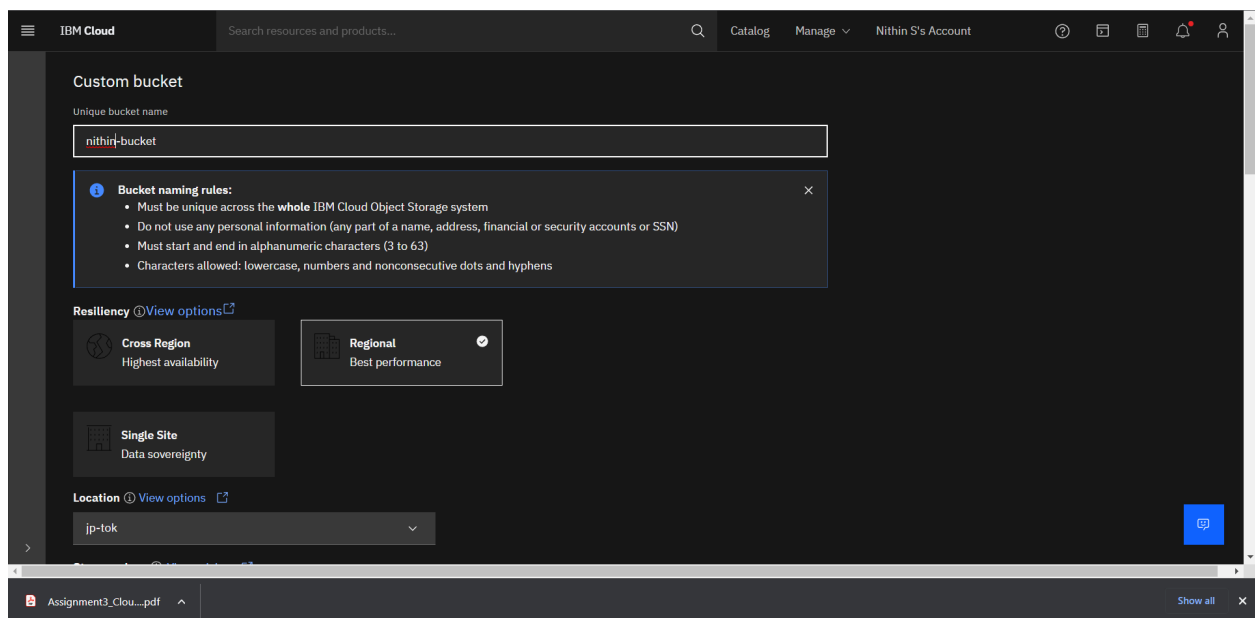 IBM Cloud
Search resources and products...
Catalog
Manage
Nithin S's Account
Custom bucket
Unique bucket name
nithin-bucket
Bucket naming rules:
• Must be unique across the whole IBM Cloud Object Storage system
• Do not use any personal information (any part of a name, address, financial or security accounts or SSN)
• Must start and end in alphanumeric characters (3 to 63)
• Characters allowed: lowercase, numbers and nonconsecutive dots and hyphens
Resiliency View options
Cross Region
Highest availability
Regional
Best performance
Single Site
Data sovereignty
Location View options
jp-tok
Assignment3_Clou....pdf
Show all